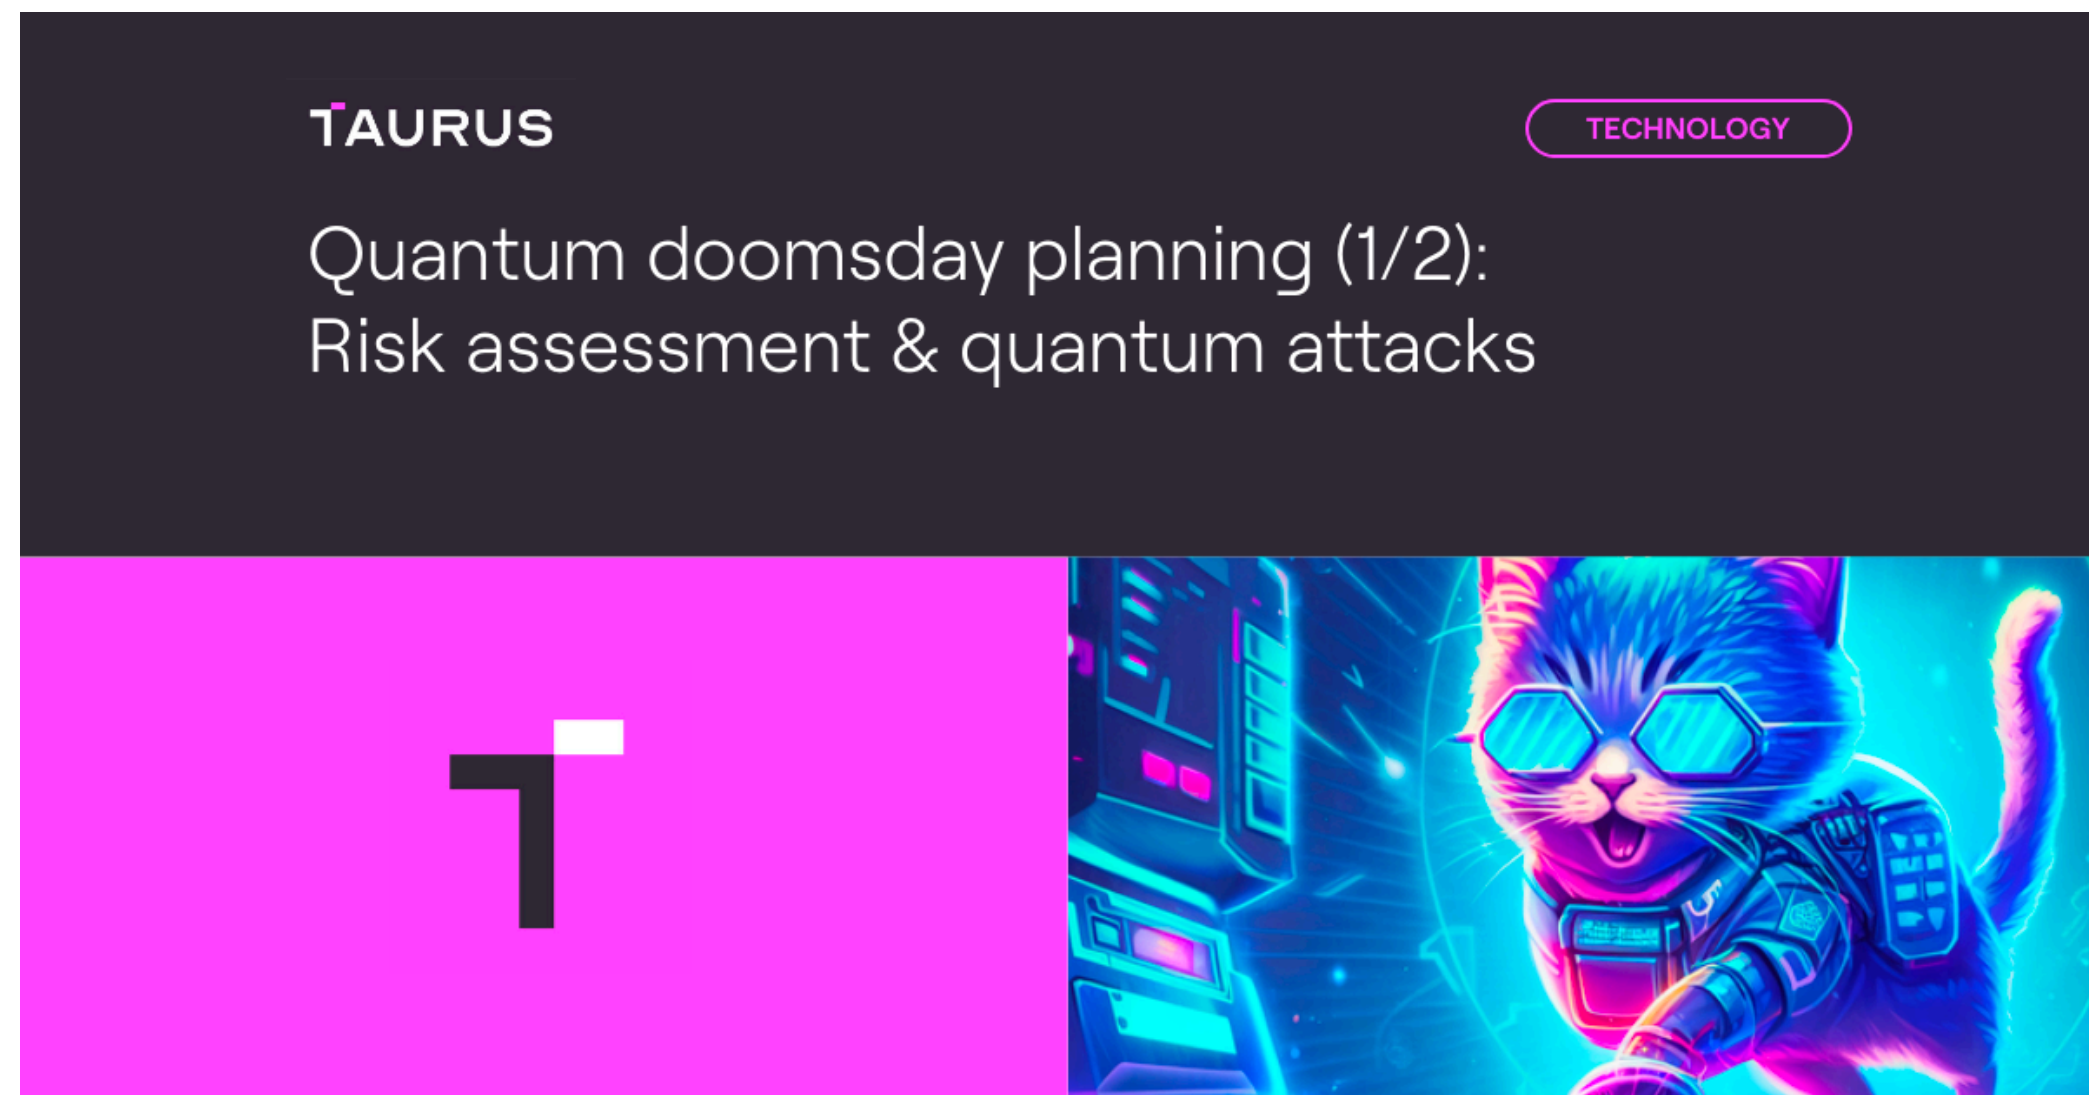 TAURUS
TECHNOLOGY
Quantum doomsday planning (1/2):
Risk assessment & quantum attacks